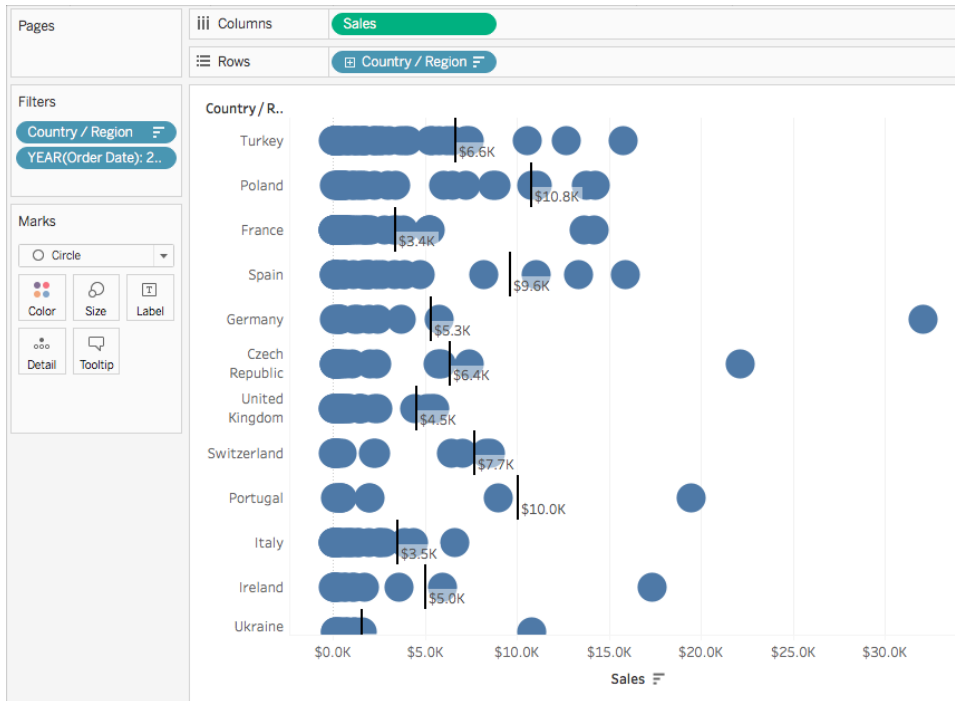 Pages
Columns
Sales
Rows
Country / Region
Filters
Country / Region
YEAR(Order Date): 2..
Marks
Circle
Color
Size
Label
Detail
Tooltip
Country / R..
Turkey
$6.6K
Poland
$10.8K
France
$3.4K
Spain
$9.6K
Germany
$5.3K
Czech
Republic
$6.4K
United
Kingdom
$4.5K
Switzerland
$7.7K
Portugal
$10.0K
Italy
$3.5K
Ireland
$5.0K
Ukraine
$0.0K $5.0K $10.0K $15.0K $20.0K $25.0K $30.0K
Sales